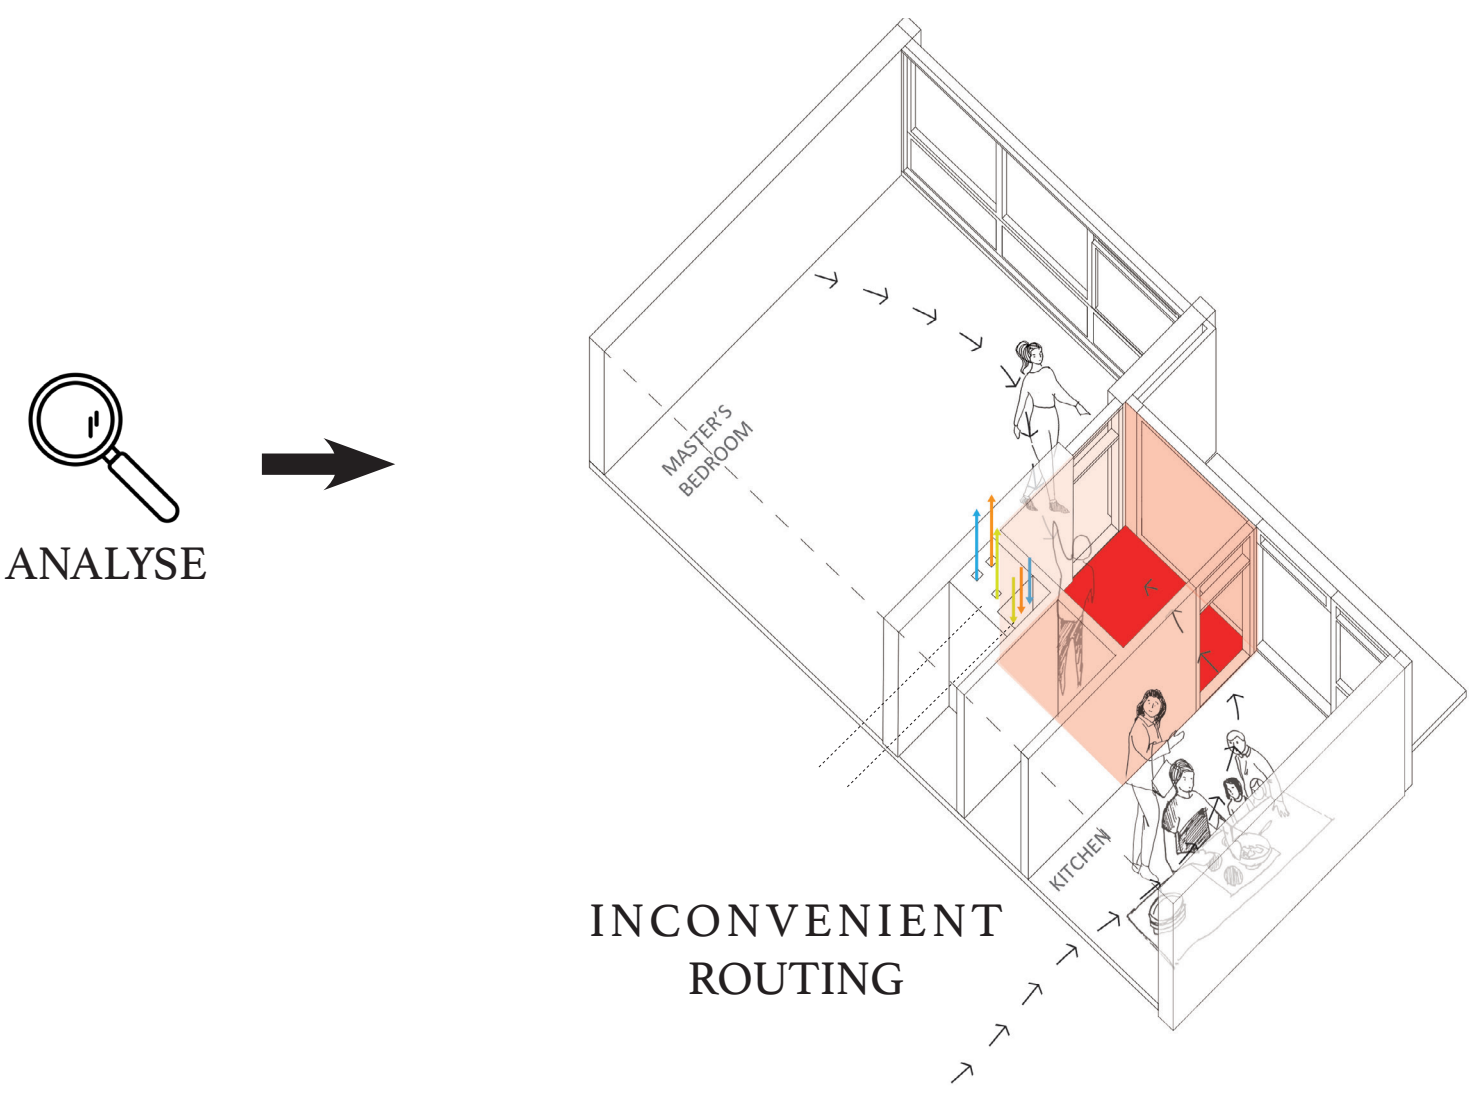 MASTER'S
BEDROOM
ANALYSE
KITCHEN
INCONVENIENT
ROUTING